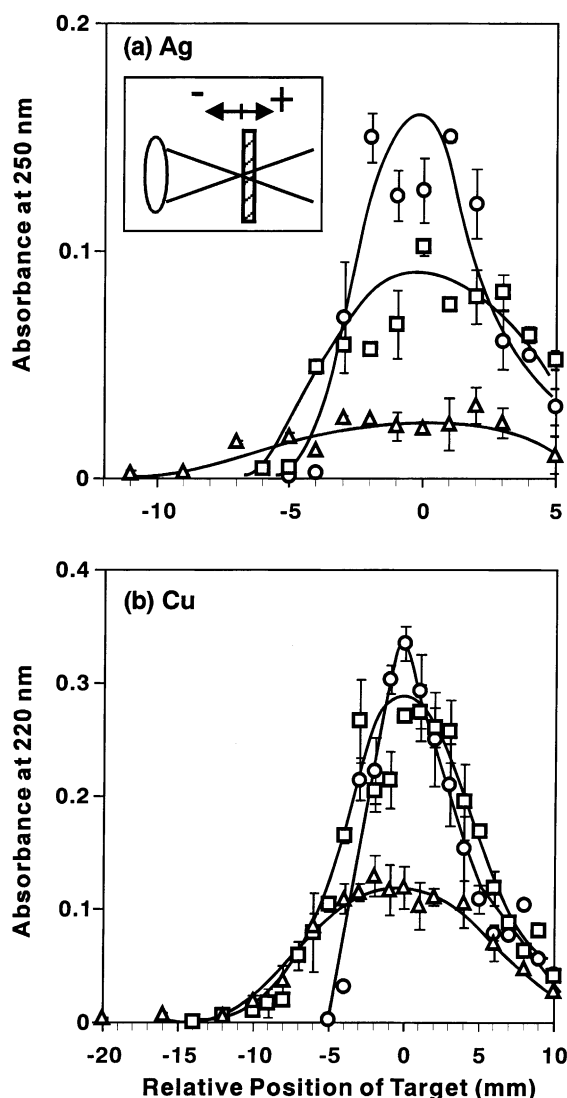 0.2
(a) Ag
- +
Absorbance at 250 nm
0.1
0
-10 -5 0 5
0.4
(b) Cu
0.3
Absorbance at 220 nm
0.2
0.1
0
-20 -15 -10 -5 0 5 10
Relative Position of Target (mm)